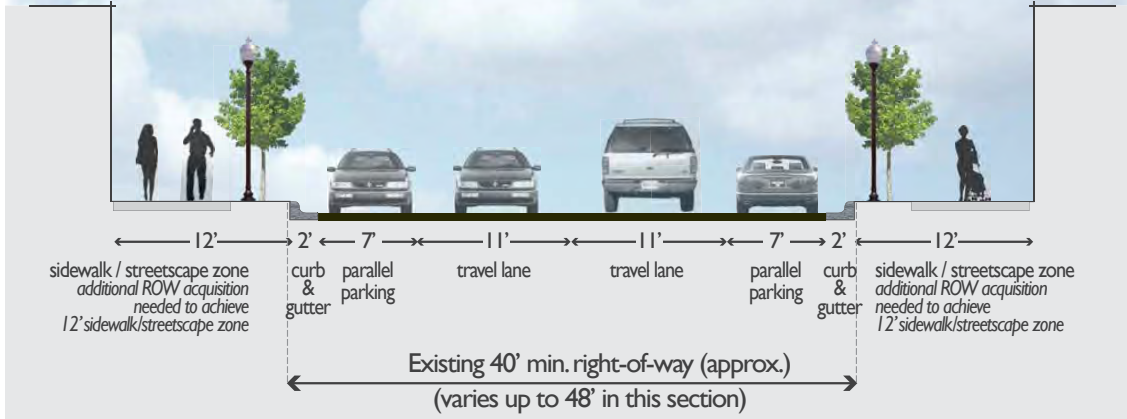 12’
2’
7’
11’
11’
7’
2’
12’
sidewalk / streetscape zone
additional ROW acquisition
needed to achieve
12’ sidewalk/streetscape zone
curb
&
gutter
parallel
parking
travel lane
travel lane
parallel
parking
curb
&
gutter
sidewalk / streetscape zone
additional ROW acquisition
needed to achieve
12’ sidewalk/streetscape zone
Existing 40’ min. right-of-way (approx.)
(varies up to 48’ in this section)